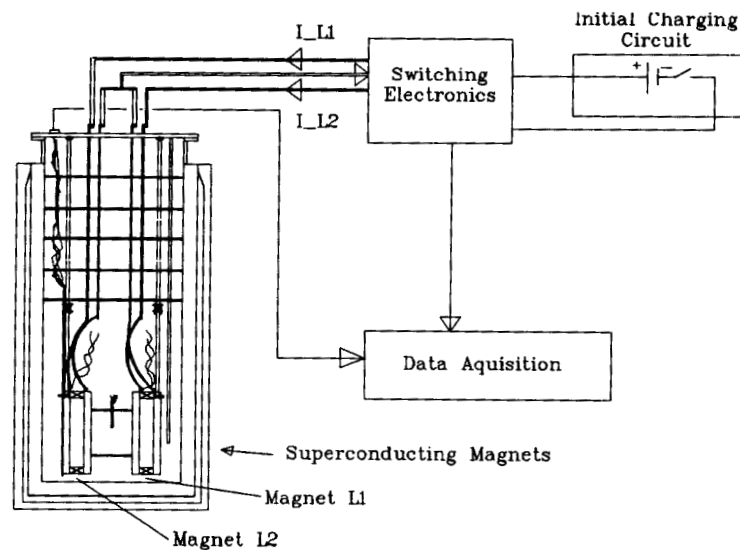 Initial Charging
Circuit
I_L1
Switching
Electronics
+ -
I_L2
Data Aquisition
Superconducting Magnets
Magnet L1
Magnet L2